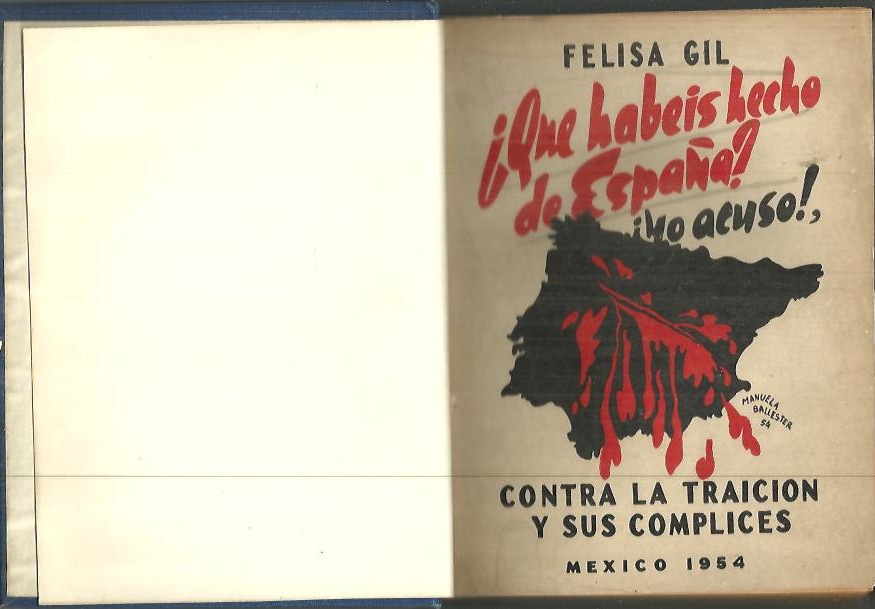 FELISA GIL
¡Que habeis hecho
de España?
¡Yo acuso!,
MANUELA
BALLESTER
54
CONTRA LA TRAICION
Y SUS COMPLICES
MEXICO 1954